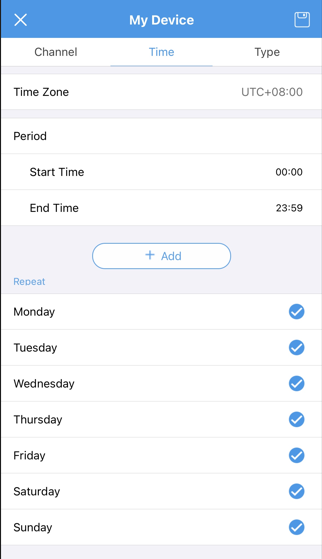 My Device
Channel Time Type
Time Zone UTC+08:00
Period
Start Time 00:00
End Time 23:59
+ Add
Repeat
Monday
Tuesday
Wednesday
Thursday
Friday
Saturday
Sunday